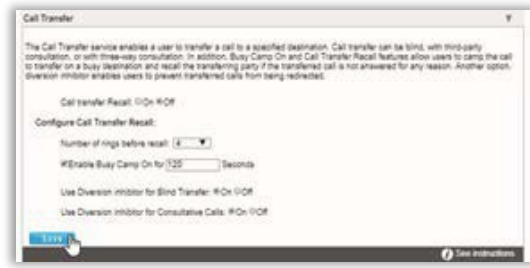 Call Transfer
The Call Transfer service enables a user to transfer a call to a specified destination. Call transfer can be blind, with third-party
consultation, or with three-way consultation. In addition, Busy Camp On and Call Transfer Recall features allow users to camp the call
to transfer on a busy destination and recall the transferring party if the transferred call is not answered for any reason. Another option,
diversion inhibitor enables users to prevent transferred calls from being redirected.
Call transfer Recall: On Off
Configure Call Transfer Recall:
Number of rings before recall: 4
Enable Busy Camp On for 120 Seconds
Use Diversion inhibitor for Blind Transfer: On Off
Use Diversion inhibitor for Consultative Calls: On Off
Save
See instructions